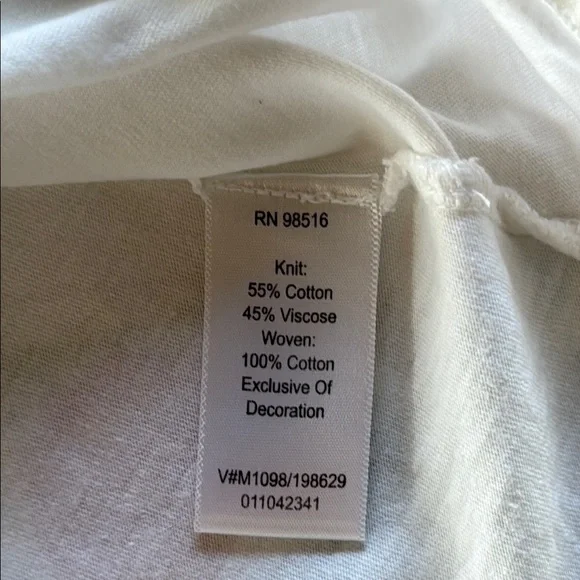 RN 98516
Knit:
55% Cotton
45% Viscose
Woven:
100% Cotton
Exclusive Of
Decoration
V#M1098/198629
011042341